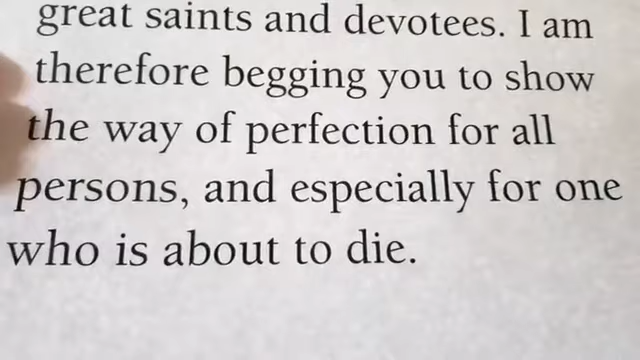 great saints and devotees. I am
therefore begging you to show
the way of perfection for all
persons, and especially for one
who is about to die.